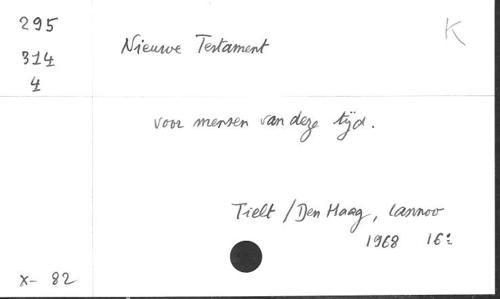 295
K
Nieuwe Testament
314
4
voor mensen van deze tijd.
Tielt / Den Haag, Lannoo
1968 16:
x- 82